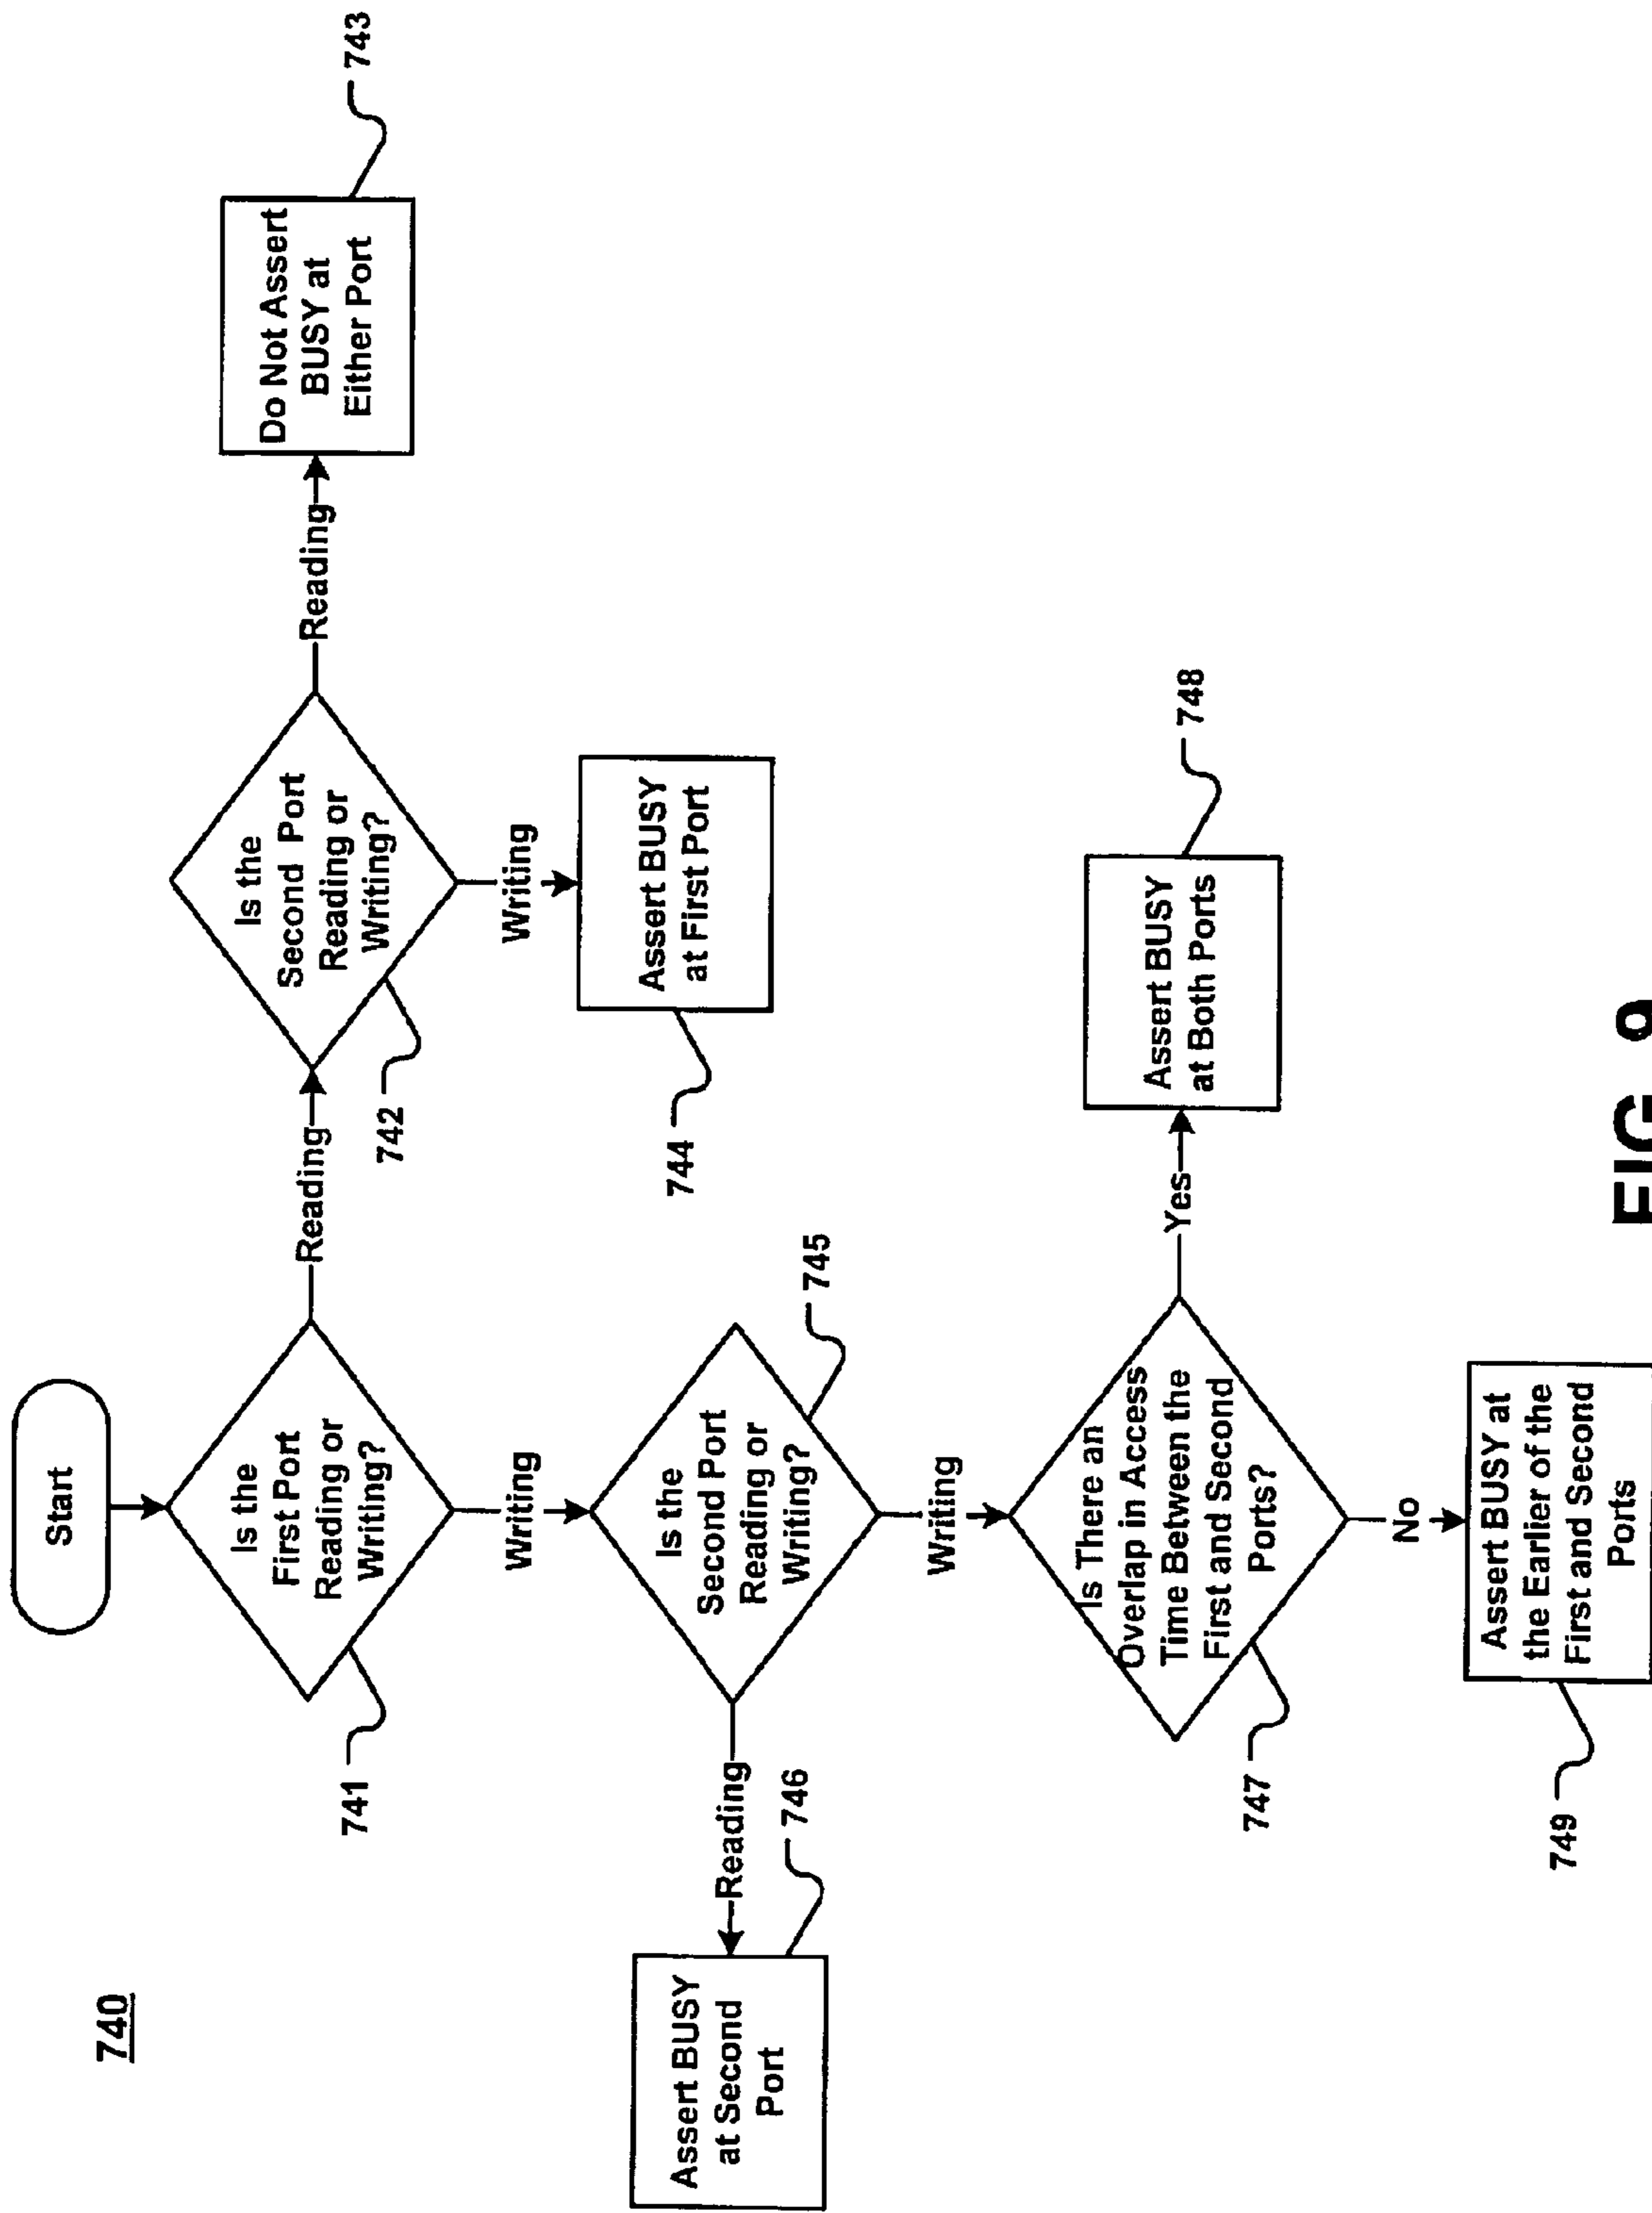 740
Start
Is the
First Port
Reading or
Writing?
741
Reading
Is the
Second Port
Reading or
Writing?
742
Reading
Do Not Assert
BUSY at
Either Port
743
Writing
Assert BUSY
at First Port
744
Writing
Is the
Second Port
Reading or
Writing?
745
Reading
Assert BUSY
at Second
Port
746
Writing
Is There an
Overlap in Access
Time Between the
First and Second
Ports?
747
Yes
Assert BUSY
at Both Ports
748
No
Assert BUSY at
the Earlier of the
First and Second
Ports
749
FIG